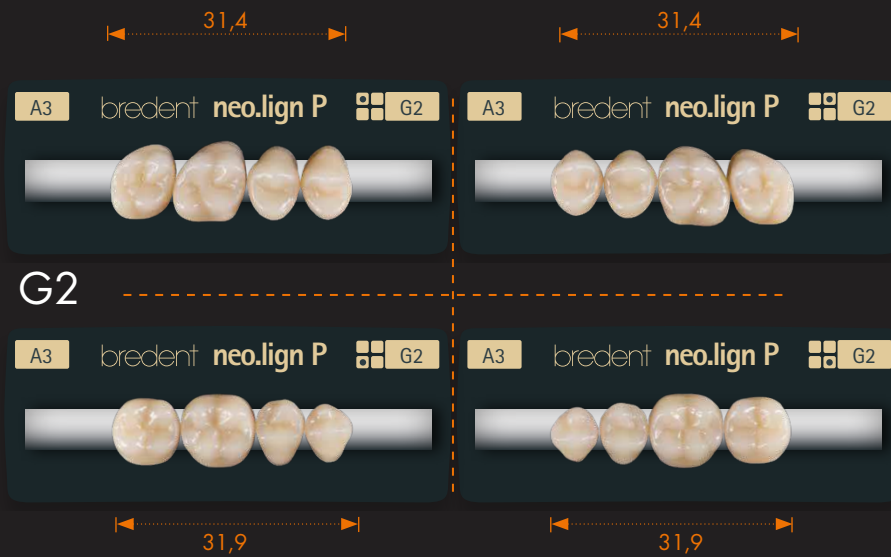 31,4 31,4
A3 bredent neo.lign P G2 A3 bredent neo.lign P G2
G2
A3 bredent neo.lign P G2 A3 bredent neo.lign P G2
31,9 31,9